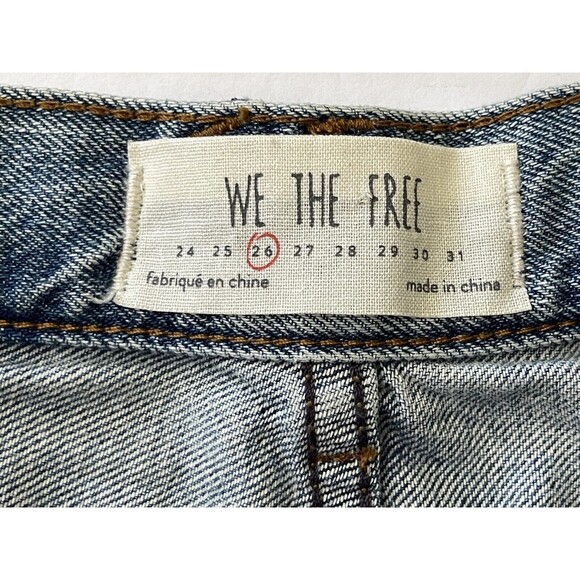 WE THE FREE
24 25 26 27 28 29 30 31
fabriqué en chine made in china